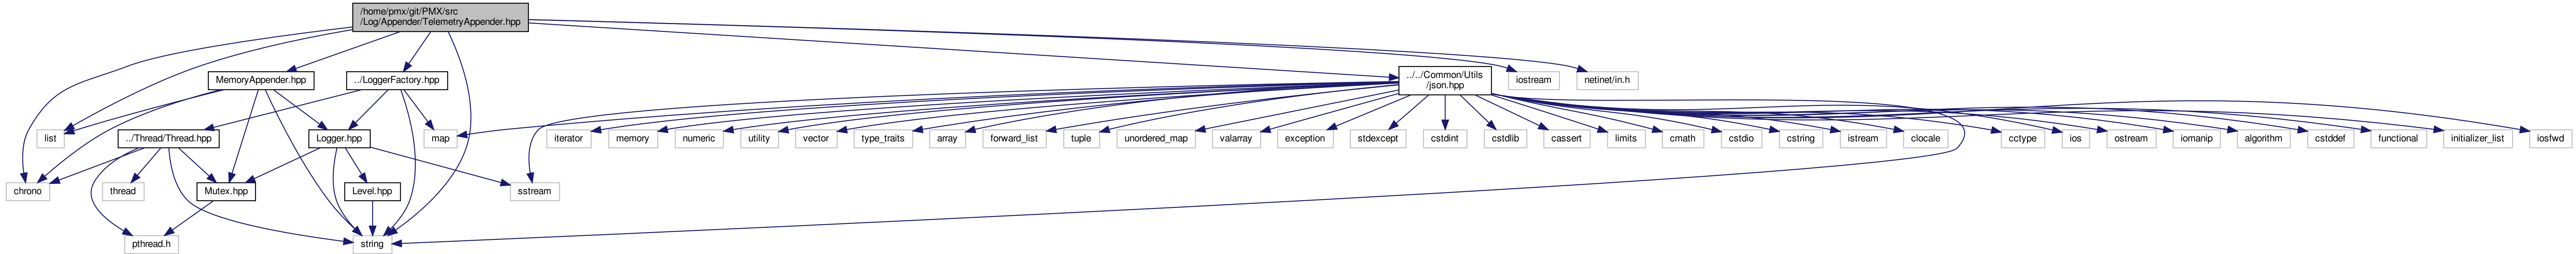 /home/pmx/git/PMX/src
/Log/Appender/TelemetryAppender.hpp
MemoryAppender.hpp
../LoggerFactory.hpp
../../Common/Utils
/json.hpp
iostream
netinet/in.h
list
../Thread/Thread.hpp
Logger.hpp
map
iterator
memory
numeric
utility
vector
type_traits
array
forward_list
tuple
unordered_map
valarray
exception
stdexcept
cstdint
cstdlib
cassert
limits
cmath
cstdio
cstring
istream
clocale
cctype
ios
ostream
iomanip
algorithm
cstddef
functional
initializer_list
iosfwd
chrono
thread
Mutex.hpp
Level.hpp
sstream
pthread.h
string